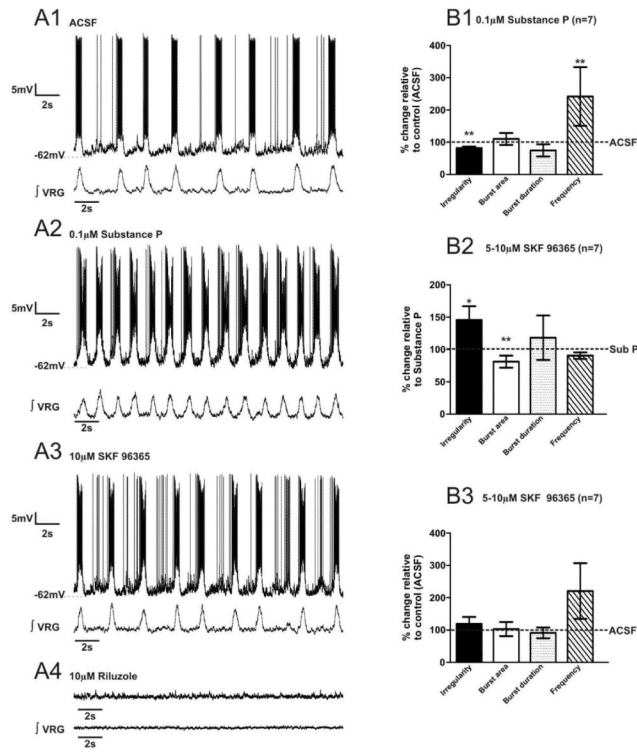 A1 ACSF
5mV
2s
-62mV
∫ VRG
2s
A2 0.1μM Substance P
5mV
2s
-62mV
∫ VRG
2s
A3 10μM SKF 96365
5mV
2s
-62mV
∫ VRG
2s
A4 10μM Riluzole
2s
∫ VRG
2s
B1 0.1μM Substance P (n=7)
% change relative
to control (ACSF)
400
300
200
100
0
**
**
ACSF
Irregularity
Burst area
Burst duration
Frequency
B2 5-10μM SKF 96365 (n=7)
% change relative
to Substance P
200
150
100
50
0
*
**
Sub P
Irregularity
Burst area
Burst duration
Frequency
B3 5-10μM SKF 96365 (n=7)
% change relative
to control (ACSF)
400
300
200
100
0
ACSF
Irregularity
Burst area
Burst duration
Frequency